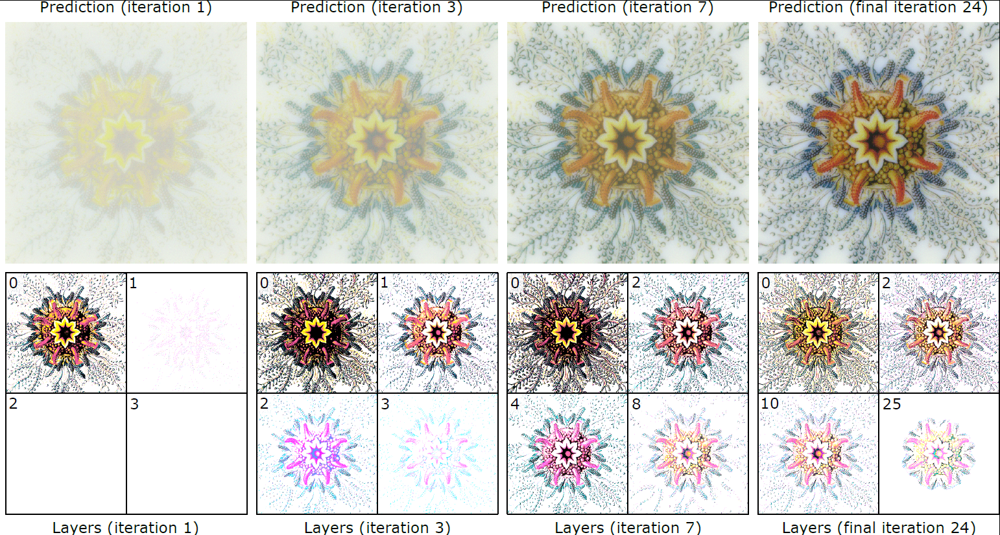 Prediction (iteration 1) Prediction (iteration 3) Prediction (iteration 7) Prediction (final iteration 24)
0 1 0 1 0 2 0 2
2 3 2 3 4 8 10 25
Layers (iteration 1) Layers (iteration 3) Layers (iteration 7) Layers (final iteration 24)